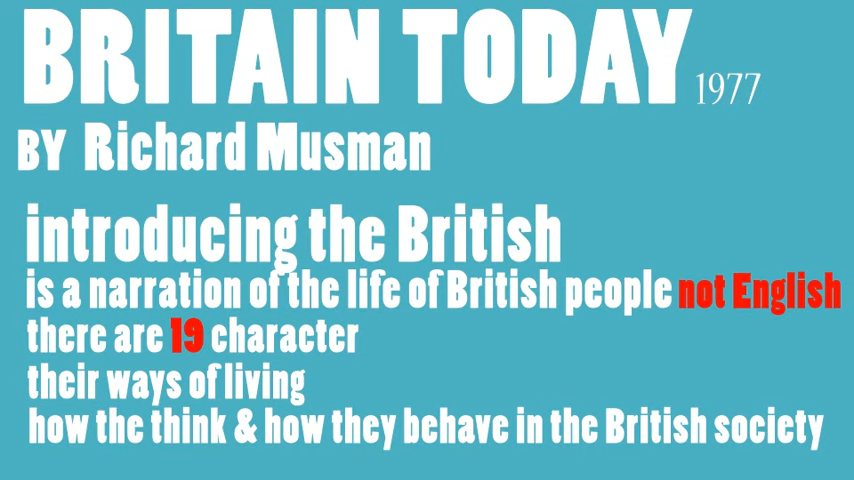 BRITAIN TODAY 1977
BY Richard Musman
introducing the British
is a narration of the life of British people not English
there are 19 character
their ways of living
how the think & how they behave in the British society